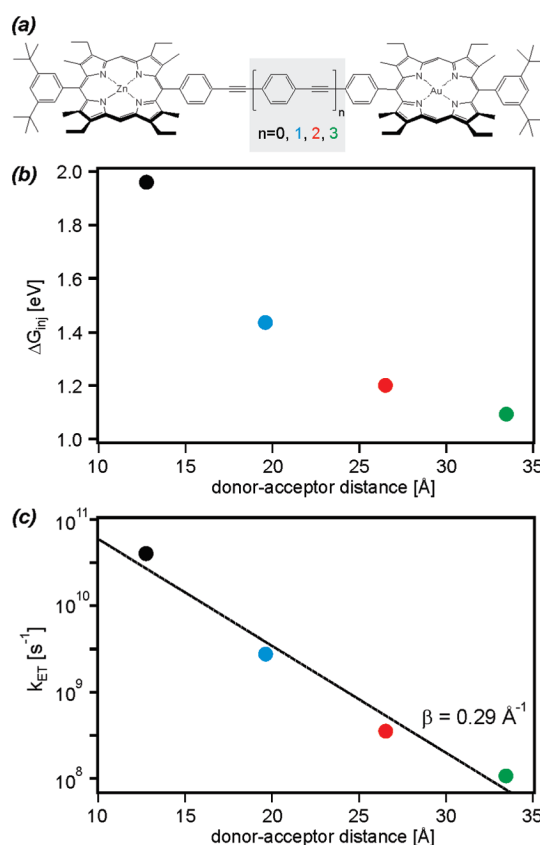 (a)
N N N N Zn
N N N N Au
n
n=0, 1, 2, 3
(b)
2.0
1.8
1.6
1.4
1.2
1.0
ΔG_inj [eV]
10 15 20 25 30 35
donor-acceptor distance [Å]
(c)
10^11
10^10
10^9
10^8
k_ET [s^-1]
β = 0.29 Å^-1
10 15 20 25 30 35
donor-acceptor distance [Å]